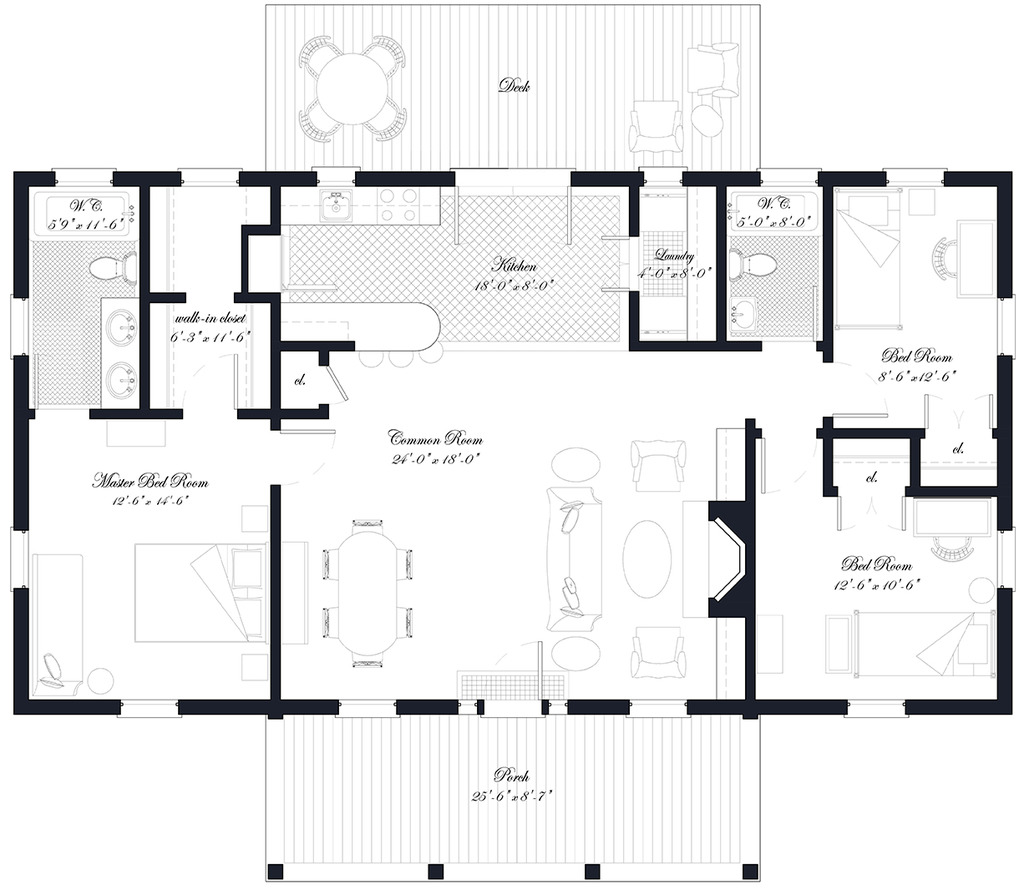 Deck
W.C.
5'9" x 11'-6"
W.C.
5'-0" x 8'-0"
Kitchen
18'-0" x 8'-0"
Laundry
4'-0" x 8'-0"
walk-in closet
6'-3" x 11'-6"
Bed Room
8'-6" x 12'-6"
cl.
Common Room
24'-0" x 18'-0"
cl.
cl.
Master Bed Room
12'-6" x 14'-6"
Bed Room
12'-6" x 10'-6"
Porch
25'-6" x 8'-7"